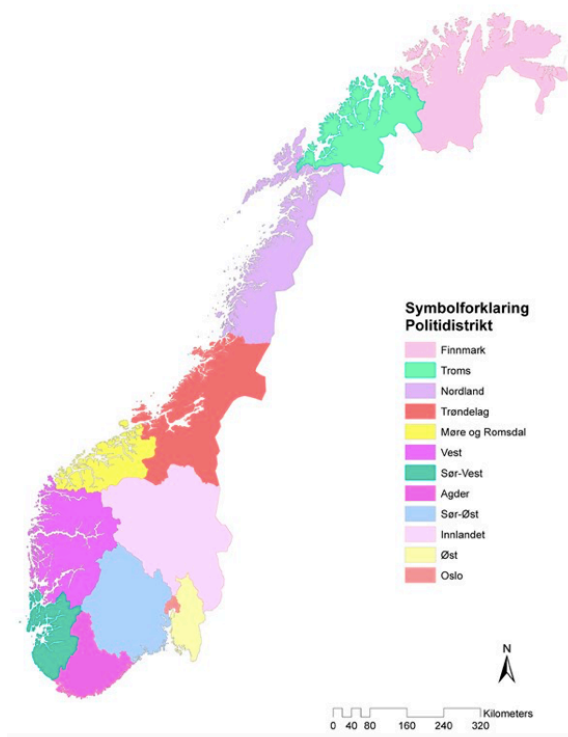 Symbolforklaring
Politidistrikt
Finnmark
Troms
Nordland
Trøndelag
Møre og Romsdal
Vest
Sør-Vest
Agder
Sør-Øst
Innlandet
Øst
Oslo
N
Kilometers
0 20 40 80 160 240 320